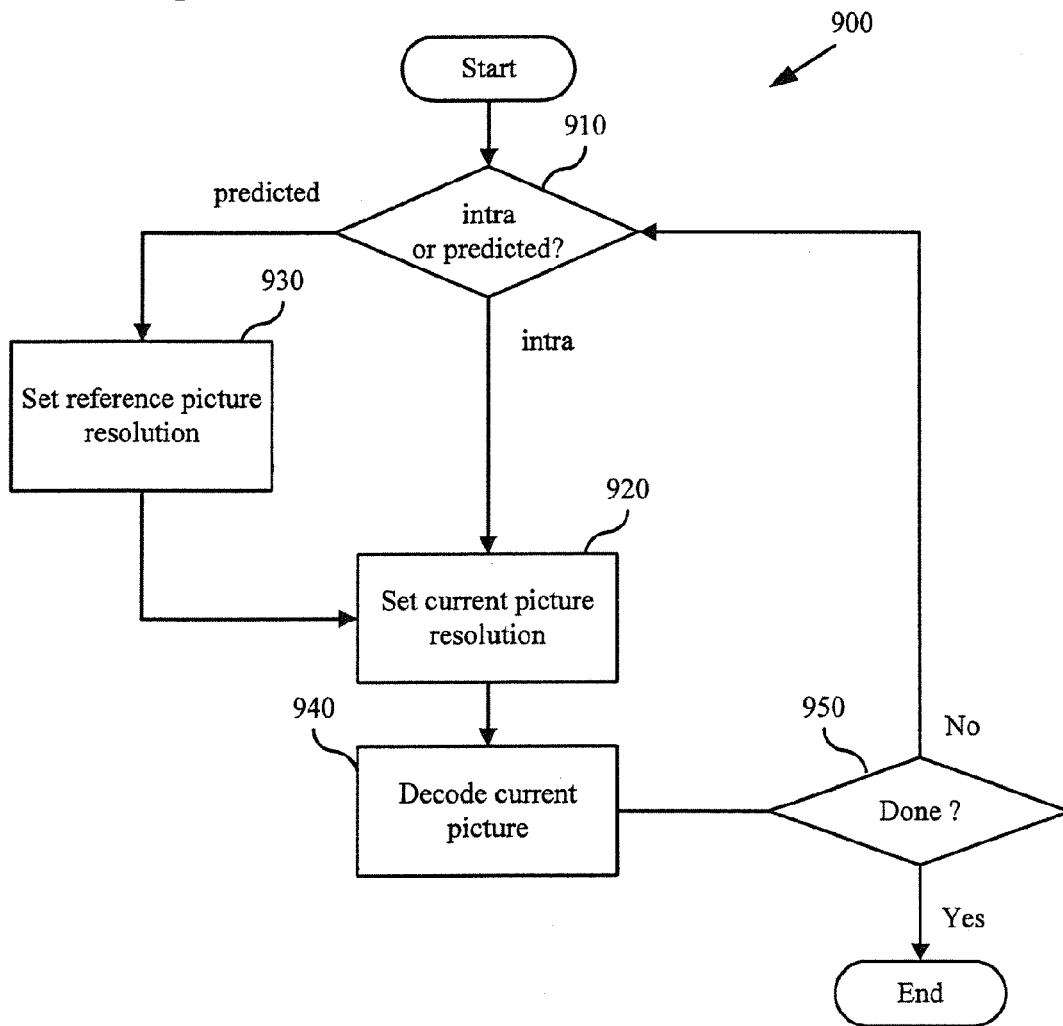 900
Start
910
predicted
intra
or predicted?
930
intra
Set reference picture
resolution
920
Set current picture
resolution
940
950
No
Decode current
picture
Done ?
Yes
End